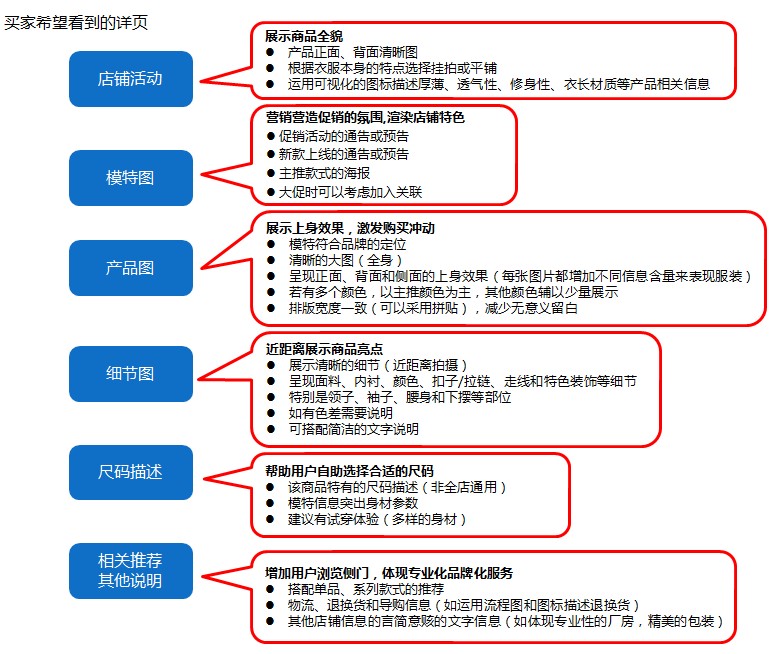 买家希望看到的详页
店铺活动
展示商品全貌
● 产品正面、背面清晰图
● 根据衣服本身的特点选择挂拍或平铺
● 运用可视化的图标描述厚薄、透气性、修身性、衣长材质等产品相关信息
模特图
营销营造促销的氛围,渲染店铺特色
● 促销活动的通告或预告
● 新款上线的通告或预告
● 主推款式的海报
● 大促时可以考虑加入关联
产品图
展示上身效果，激发购买冲动
● 模特符合品牌的定位
● 清晰的大图（全身）
● 呈现正面、背面和侧面的上身效果（每张图片都增加不同信息含量来表现服装）
● 若有多个颜色，以主推颜色为主，其他颜色辅以少量展示
● 排版宽度一致（可以采用拼贴），减少无意义留白
细节图
近距离展示商品亮点
● 展示清晰的细节（近距离拍摄）
● 呈现面料、内衬、颜色、扣子/拉链、走线和特色装饰等细节
● 特别是领子、袖子、腰身和下摆等部位
● 如有色差需要说明
● 可搭配简洁的文字说明
尺码描述
帮助用户自助选择合适的尺码
● 该商品特有的尺码描述（非全店通用）
● 模特信息突出身材参数
● 建议有试穿体验（多样的身材）
相关推荐
其他说明
增加用户浏览侧门，体现专业化品牌化服务
● 搭配单品、系列款式的推荐
● 物流、退换货和导购信息（如运用流程图和图标描述退换货）
● 其他店铺信息的言简意赅的文字信息（如体现专业性的厂房，精美的包装）